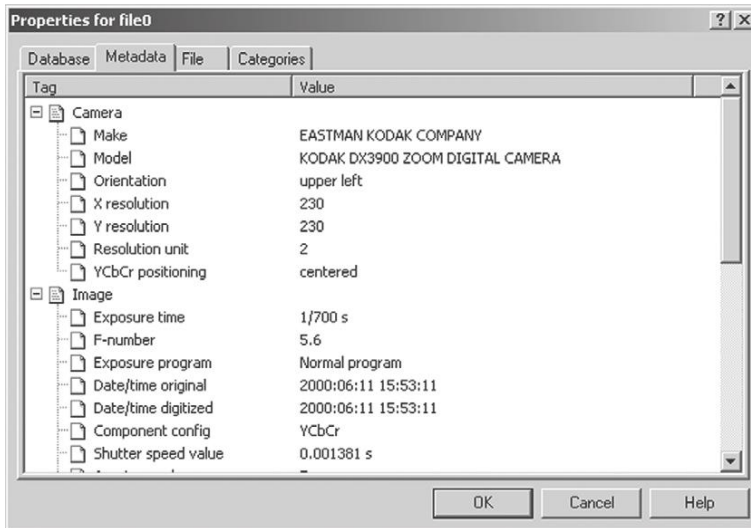 Properties for file0
Database Metadata File Categories
Tag Value
Camera
Make EASTMAN KODAK COMPANY
Model KODAK DX3900 ZOOM DIGITAL CAMERA
Orientation upper left
X resolution 230
Y resolution 230
Resolution unit 2
YCbCr positioning centered
Image
Exposure time 1/700 s
F-number 5.6
Exposure program Normal program
Date/time original 2000:06:11 15:53:11
Date/time digitized 2000:06:11 15:53:11
Component config YCbCr
Shutter speed value 0.001381 s
OK Cancel Help